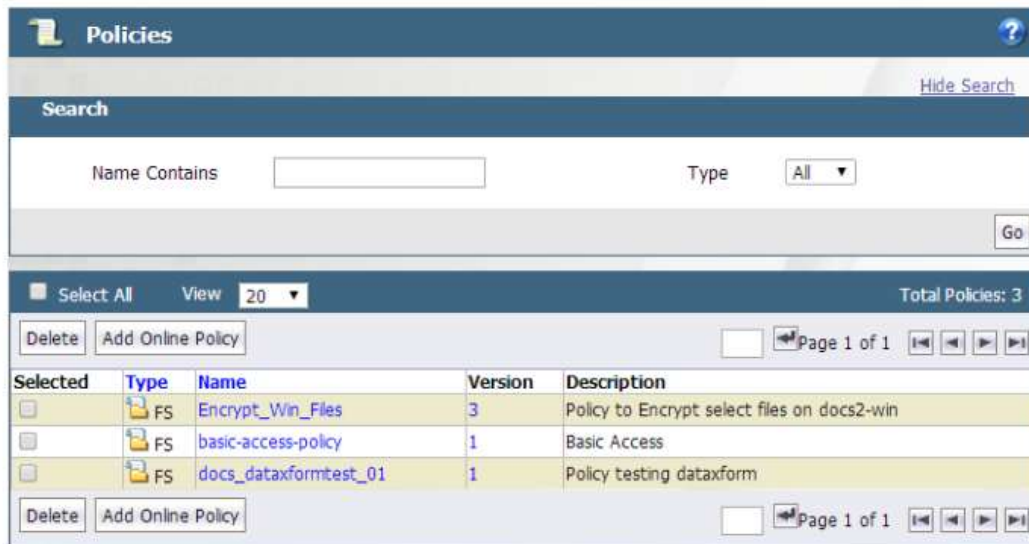 Policies
?
Hide Search
Search
Name Contains Type All
Go
Select All View 20 Total Policies: 3
Delete Add Online Policy Page 1 of 1
Selected Type Name Version Description
FS Encrypt_Win_Files 3 Policy to Encrypt select files on docs2-win
FS basic-access-policy 1 Basic Access
FS docs_dataxformtest_01 1 Policy testing dataxform
Delete Add Online Policy Page 1 of 1